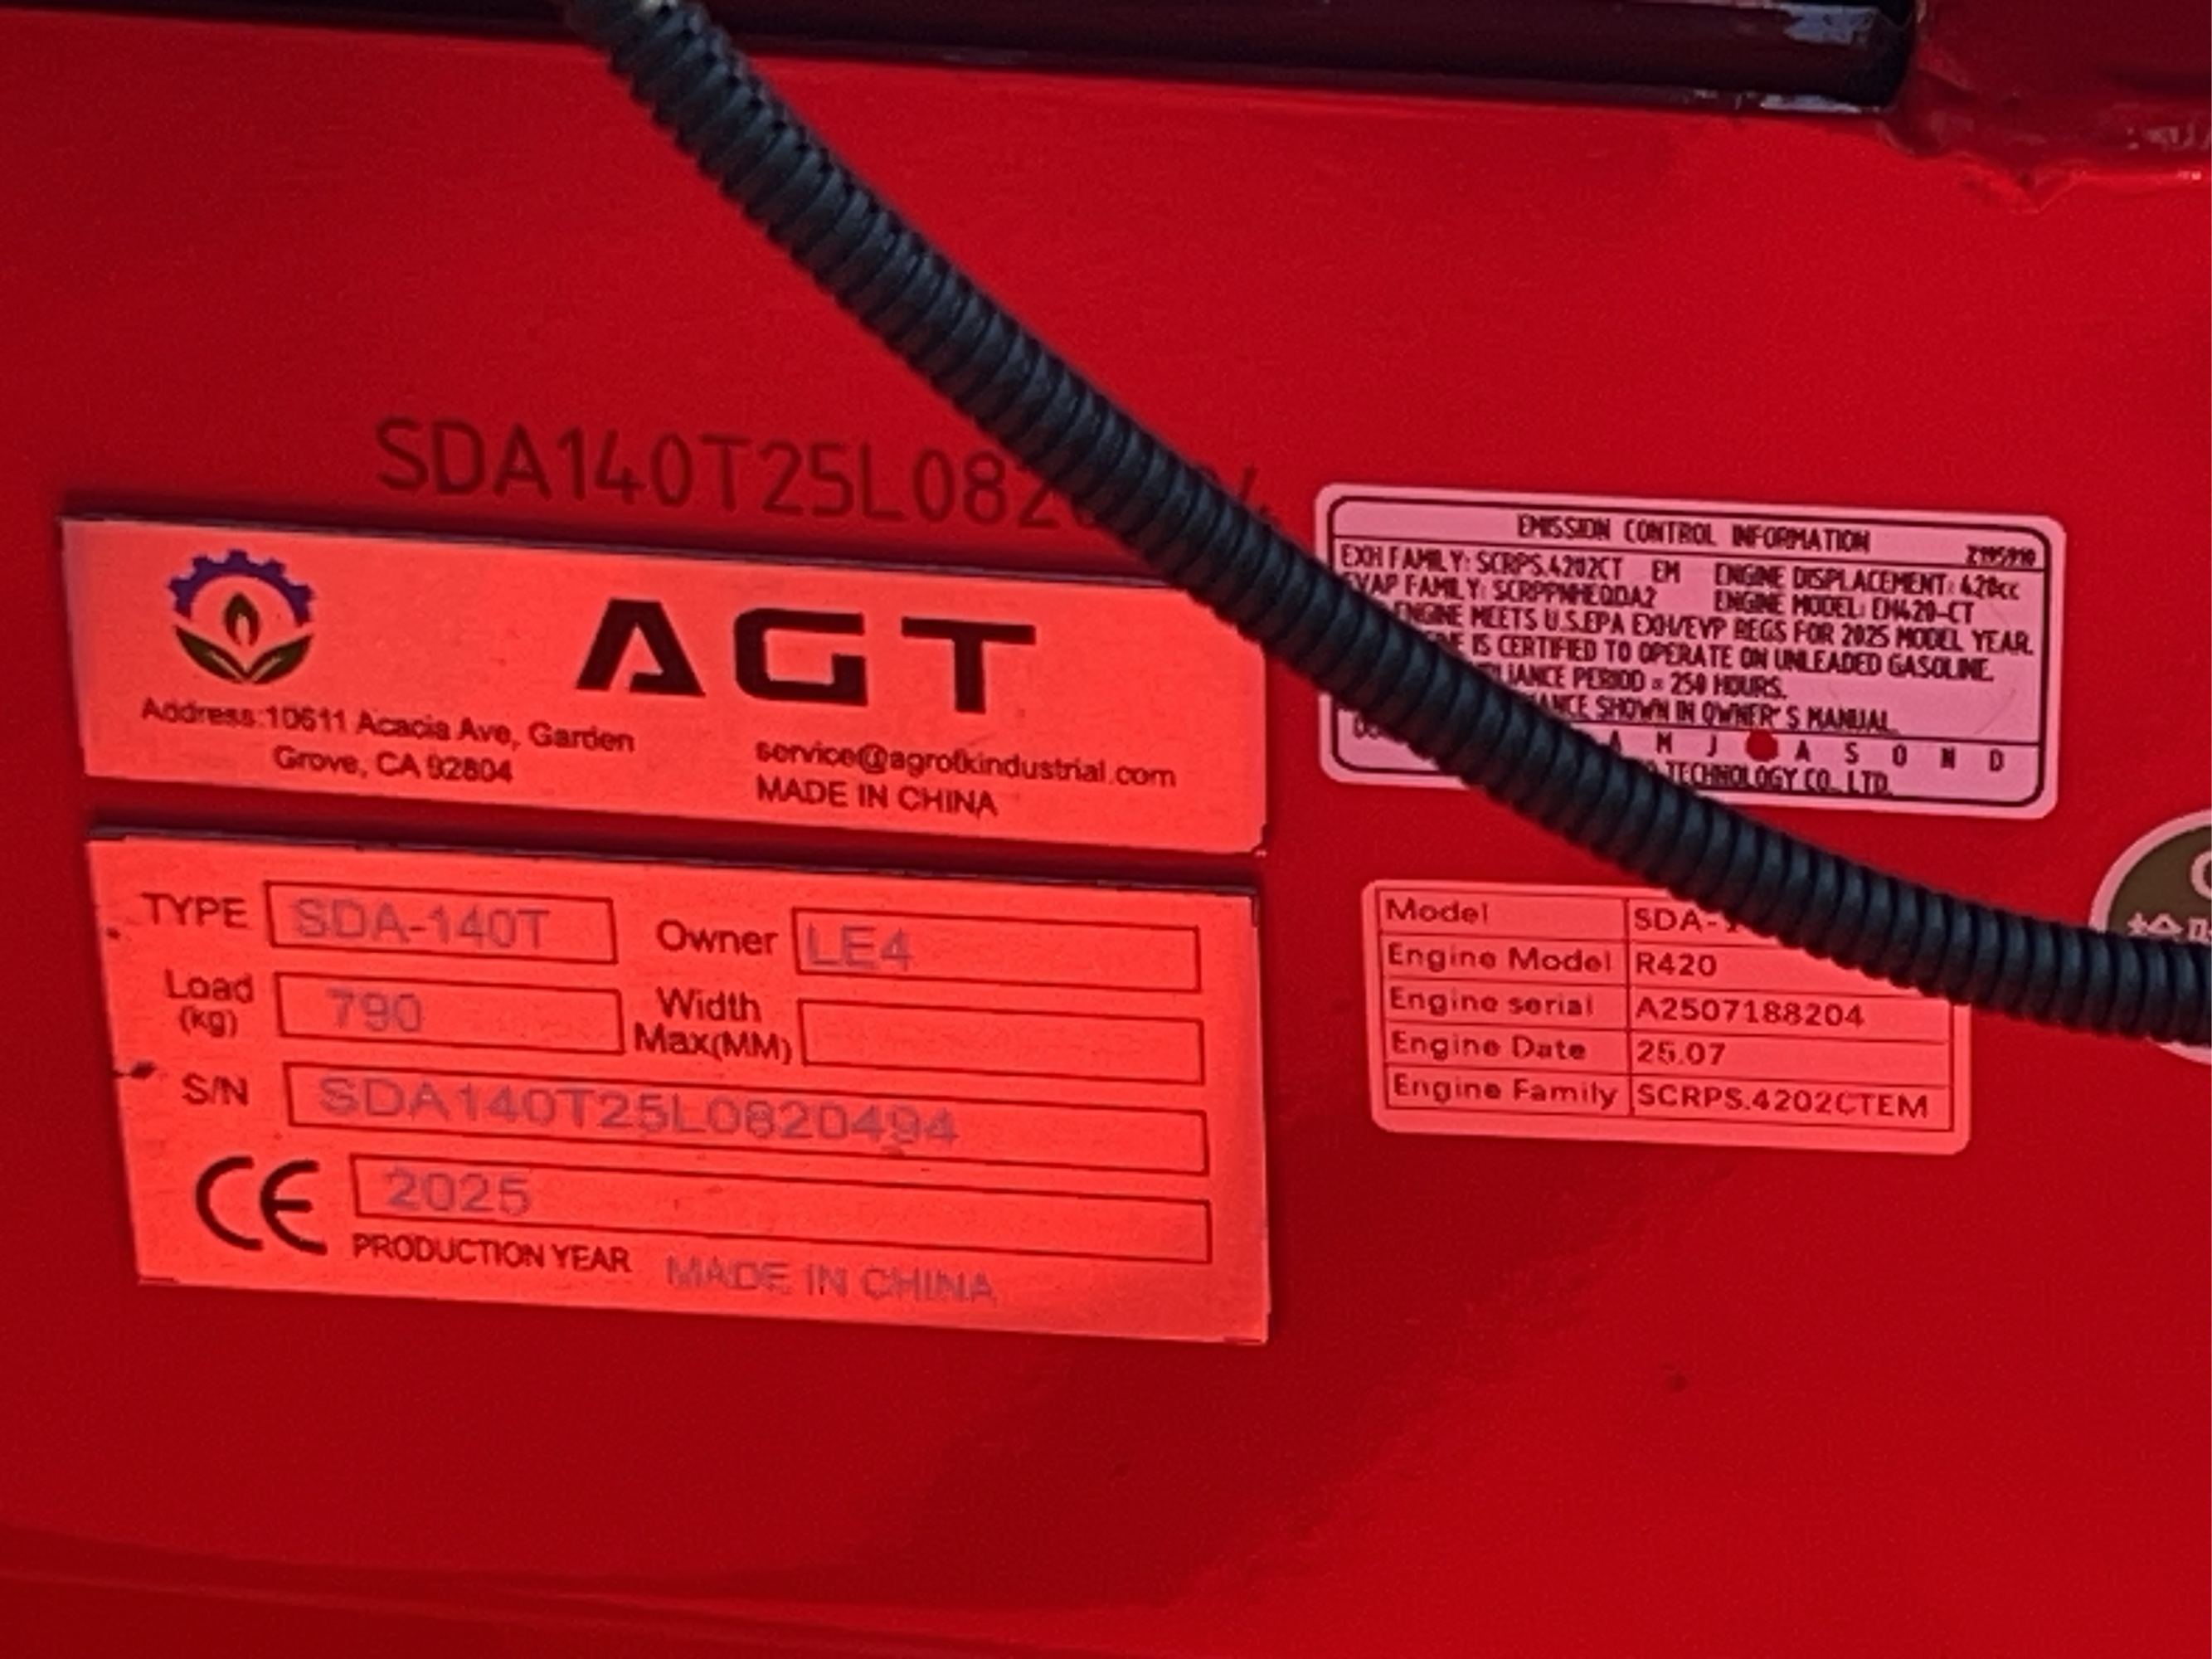 SDA140T25L082
AGT
Address:10611 Acacia Ave, Garden
Grove, CA 92804
service@agrotkindustrial.com
MADE IN CHINA
TYPE SDA-140T Owner LE4
Load (kg) 790 Width Max(MM)
S/N SDA140T25L0820494
CE 2025
PRODUCTION YEAR MADE IN CHINA
EMISSION CONTROL INFORMATION
EXH FAMILY: SCRPS.4202CT EM ENGINE DISPLACEMENT: 420cc
EVAP FAMILY: SCRPPNHEQDA2 ENGINE MODEL: EM420-CT
ENGINE MEETS U.S.EPA EXH/EVP REGS FOR 2025 MODEL YEAR.
IS CERTIFIED TO OPERATE ON UNLEADED GASOLINE.
PERIOD = 250 HOURS.
SHOWN IN OWNER'S MANUAL
A M J A S O N D
TECHNOLOGY CO., LTD.
Model SDA-
Engine Model R420
Engine serial A2507188204
Engine Date 25.07
Engine Family SCRPS.4202CTEM